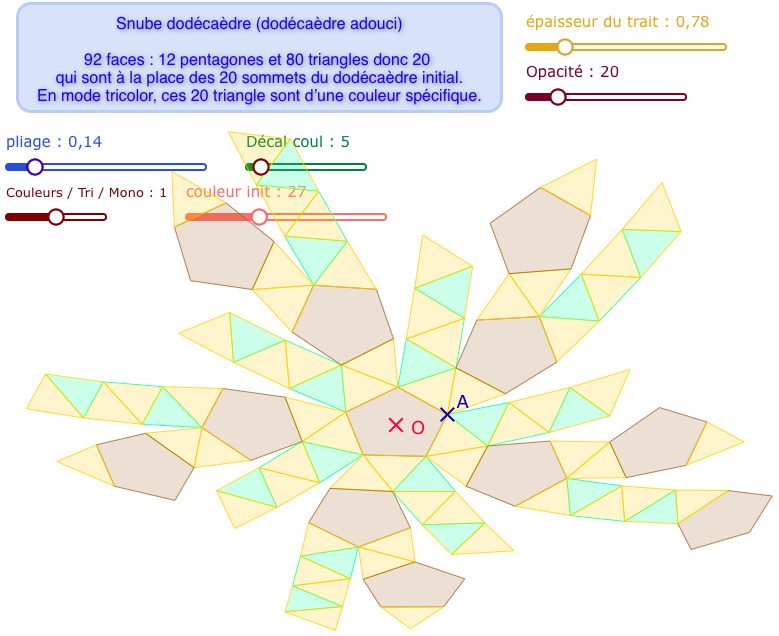 Snube dodécaèdre (dodécaèdre adouci)
92 faces : 12 pentagones et 80 triangles donc 20
qui sont à la place des 20 sommets du dodécaèdre initial.
En mode tricolor, ces 20 triangle sont d'une couleur spécifique.
épaisseur du trait : 0,78
Opacité : 20
pliage : 0,14
Décal coul : 5
Couleurs / Tri / Mono : 1
couleur init : 27
A
O